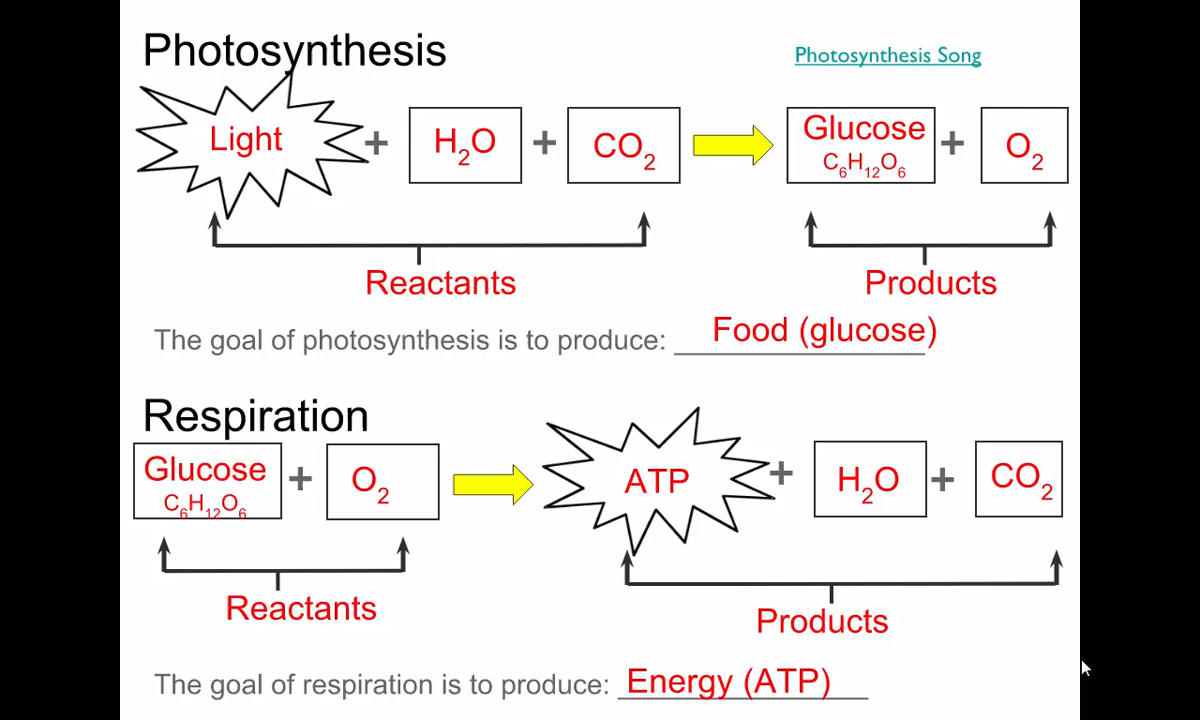 Photosynthesis
Photosynthesis Song
Light + H₂O + CO₂ Glucose + O₂
C₆H₁₂O₆
Reactants Products
The goal of photosynthesis is to produce: Food (glucose)
Respiration
Glucose + O₂ ATP + H₂O + CO₂
C₆H₁₂O₆
Reactants
Products
The goal of respiration is to produce: Energy (ATP)